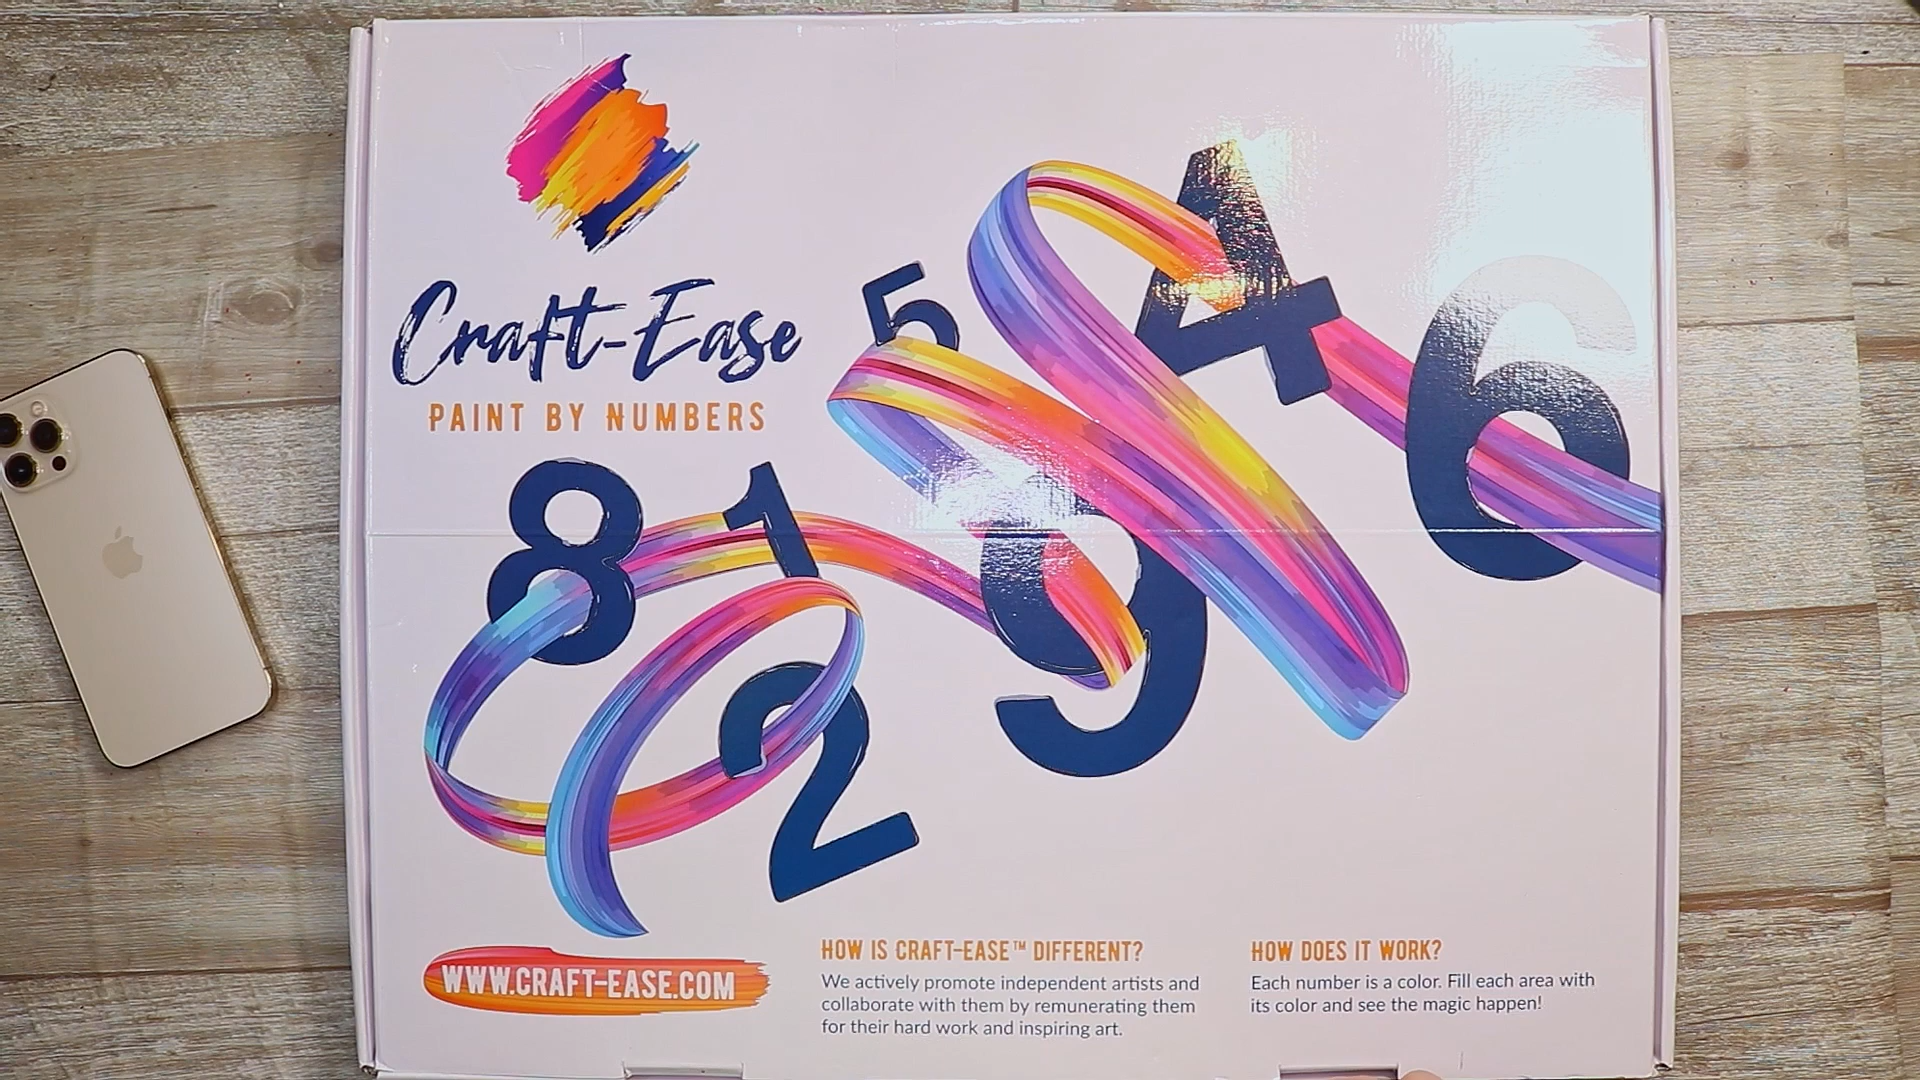 Craft-Ease
PAINT BY NUMBERS
5
4
6
8
1
9
2
WWW.CRAFT-EASE.COM
HOW IS CRAFT-EASE™ DIFFERENT?
We actively promote independent artists and
collaborate with them by remunerating them
for their hard work and inspiring art.
HOW DOES IT WORK?
Each number is a color. Fill each area with
its color and see the magic happen!